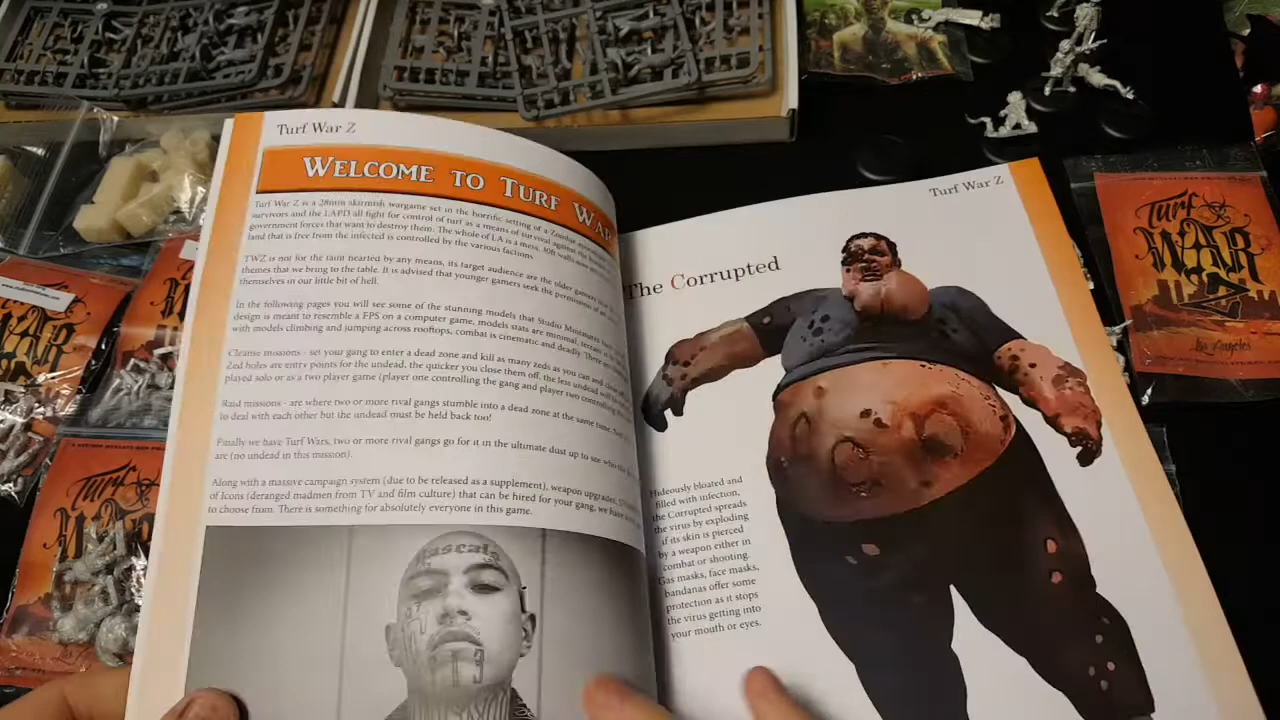 Turf War Z
WELCOME TO TURF WAR
Turf War Z is a 28mm skirmish wargame set in the horrific setting of a Zombie
survivors and the LAPD all fight for control of turf as a means of survival against the
government forces that want to destroy them. The whole of LA is a mess, 30ft walls
land that is free from the infected is controlled by the various factions.
TWZ is not for the faint hearted by any means, its target audience are the older gamers
themes that we bring to the table. It is advised that younger gamers seek the permission of
themselves in our little bit of hell.
In the following pages you will see some of the stunning models that Studio Miniatures
design is meant to resemble a FPS on a computer game, models stats are minimal, terrain
with models climbing and jumping across rooftops, combat is cinematic and deadly. There are
Cleanse missions - set your gang to enter a dead zone and kill as many zeds as you can and
Zed holes are entry points for the undead, the quicker you close them off, the less undead will
played solo or as a two player game (player one controlling the gang and player two controlling
Raid missions - are where two or more rival gangs stumble into a dead zone at the same time.
to deal with each other but the undead must be held back too!
Finally we have Turf Wars, two or more rival gangs go for it in the ultimate dust up to see who
are (no undead in this mission).
Along with a massive campaign system (due to be released as a supplement), weapon upgrades,
of Icons (deranged madmen from TV and film culture) that can be hired for your gang, we have
to choose from. There is something for absolutely everyone in this game.
rascals
Turf War Z
The Corrupted
Hideously bloated and
filled with infection,
the Corrupted spreads
the virus by exploding
if its skin is pierced
by a weapon either in
combat or shooting.
Gas masks, face masks,
bandanas offer some
protection as it stops
the virus getting into
your mouth or eyes.
Turf
WAR
Z
Los Angeles
Turf
WAR